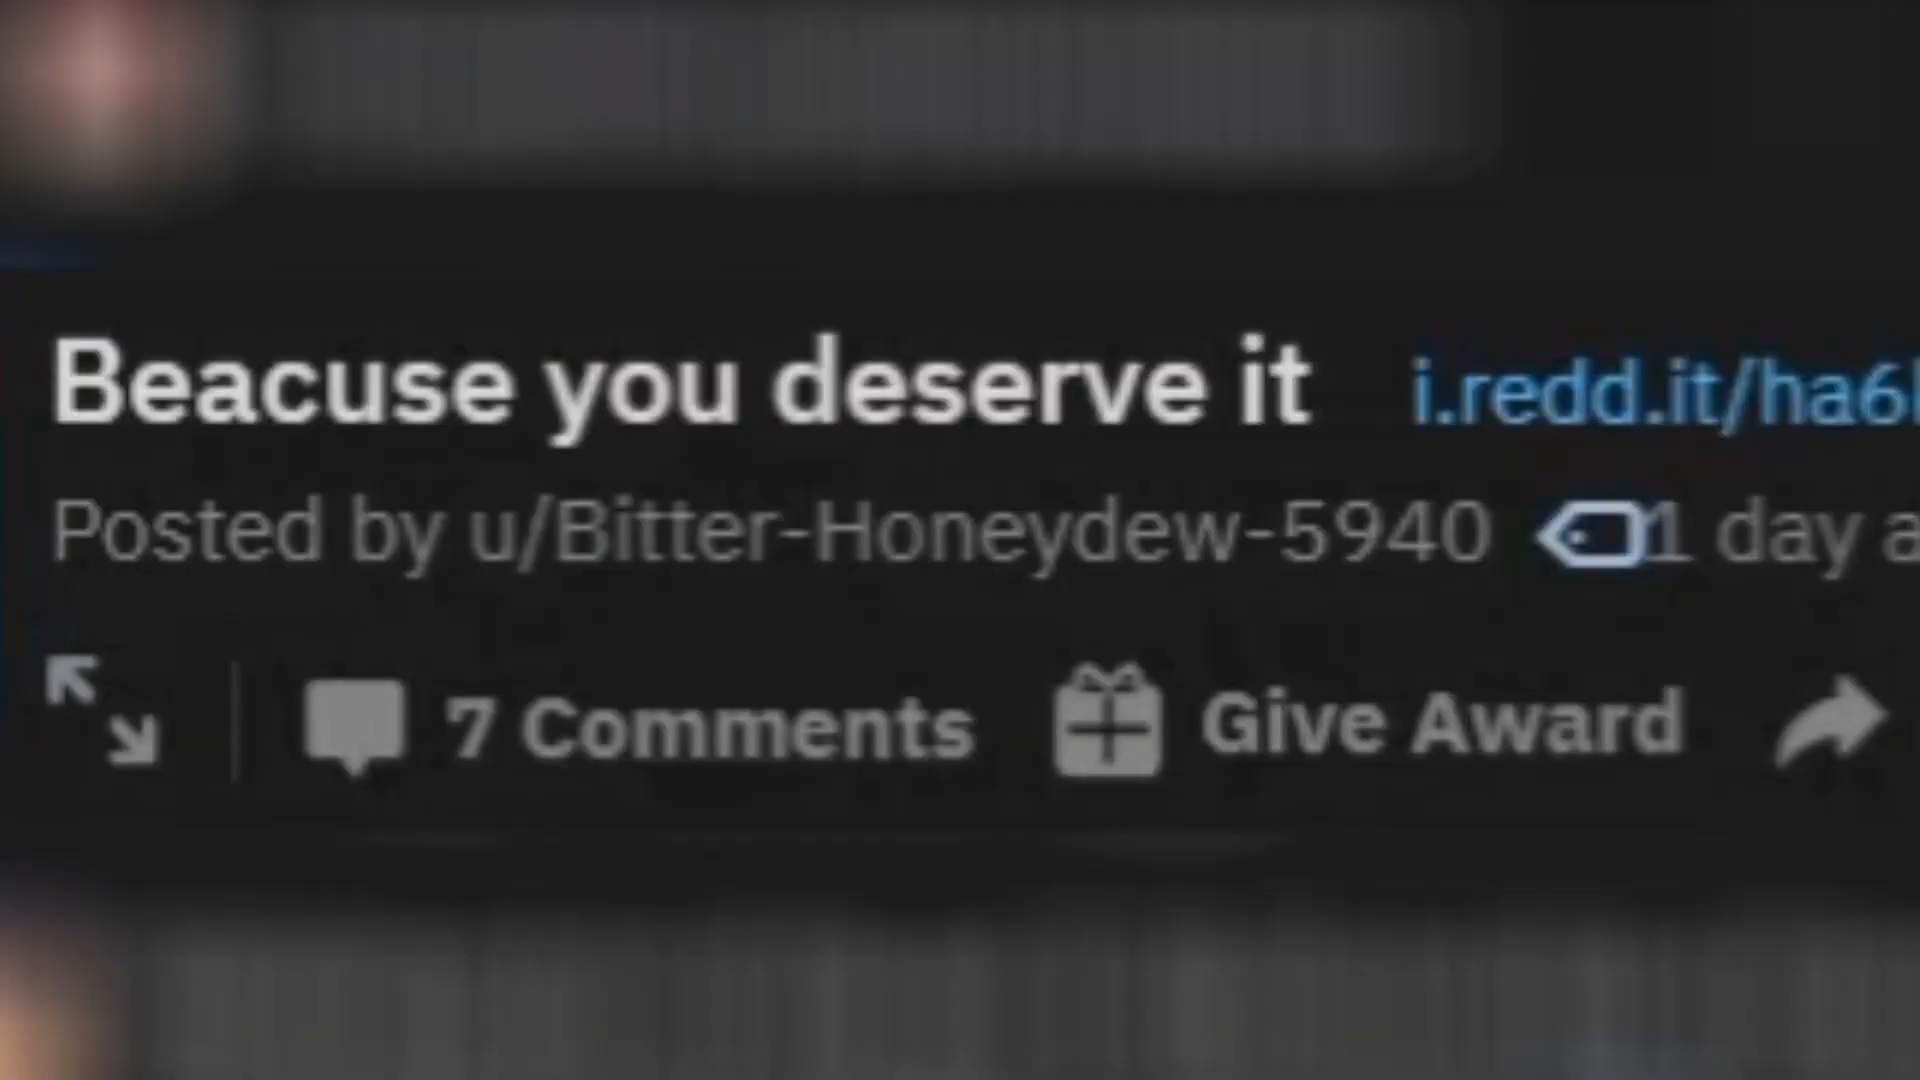 Beacuse you deserve it i.redd.it/ha6
Posted by u/Bitter-Honeydew-5940 1 day a
7 Comments Give Award